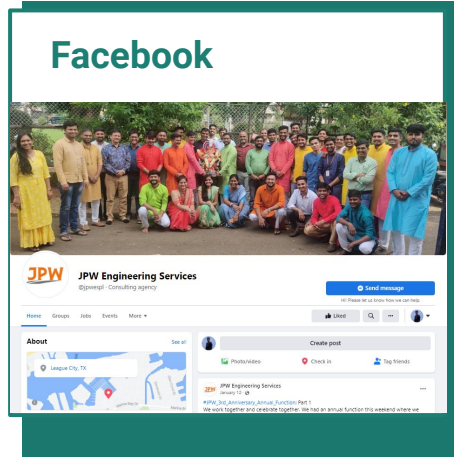 Facebook
JPW
JPW Engineering Services
@jpwespl · Consulting agency
Send message
Hi! Please let us know how we can help.
Home Groups Jobs Events More
Liked
About See all
League City, TX
Create post
Photo/video Check in Tag friends
JPW
JPW Engineering Services
January 12 ·
#JPW_3rd_Anniversary_Annual_Function: Part 1
We work together and celebrate together. We had an annual function this weekend where we